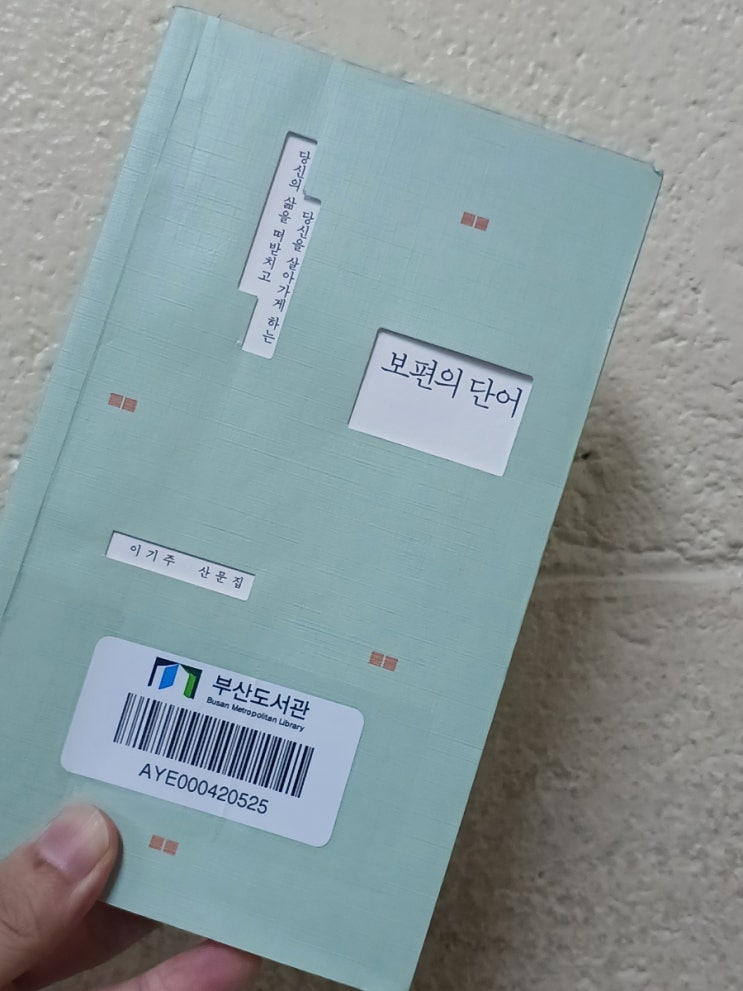 당신의 삶을 떠받치고
당신을 살아가게 하는
보편의 단어
이기주 산문집
부산도서관
Busan Metropolitan Library
AYE000420525